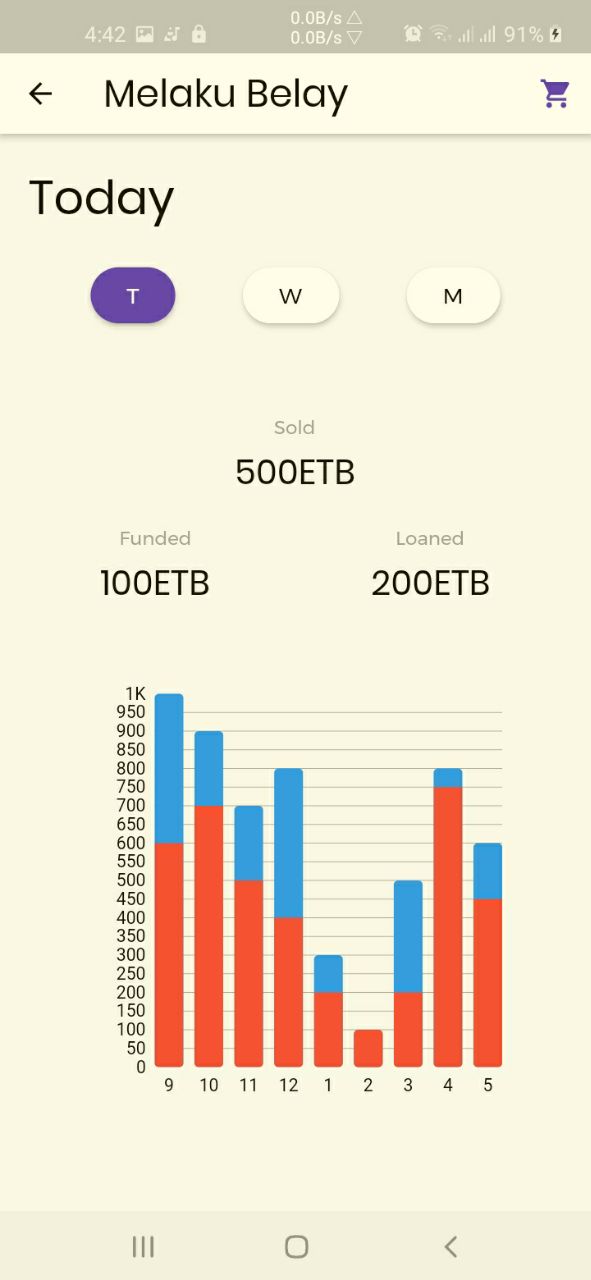 0.0B/s △
4:42 91%
0.0B/s ▽
Melaku Belay
Today
T W M
Sold
500ETB
Funded Loaned
100ETB 200ETB
1K
950
900
850
800
750
700
650
600
550
500
450
400
350
300
250
200
150
100
50
0
9 10 11 12 1 2 3 4 5